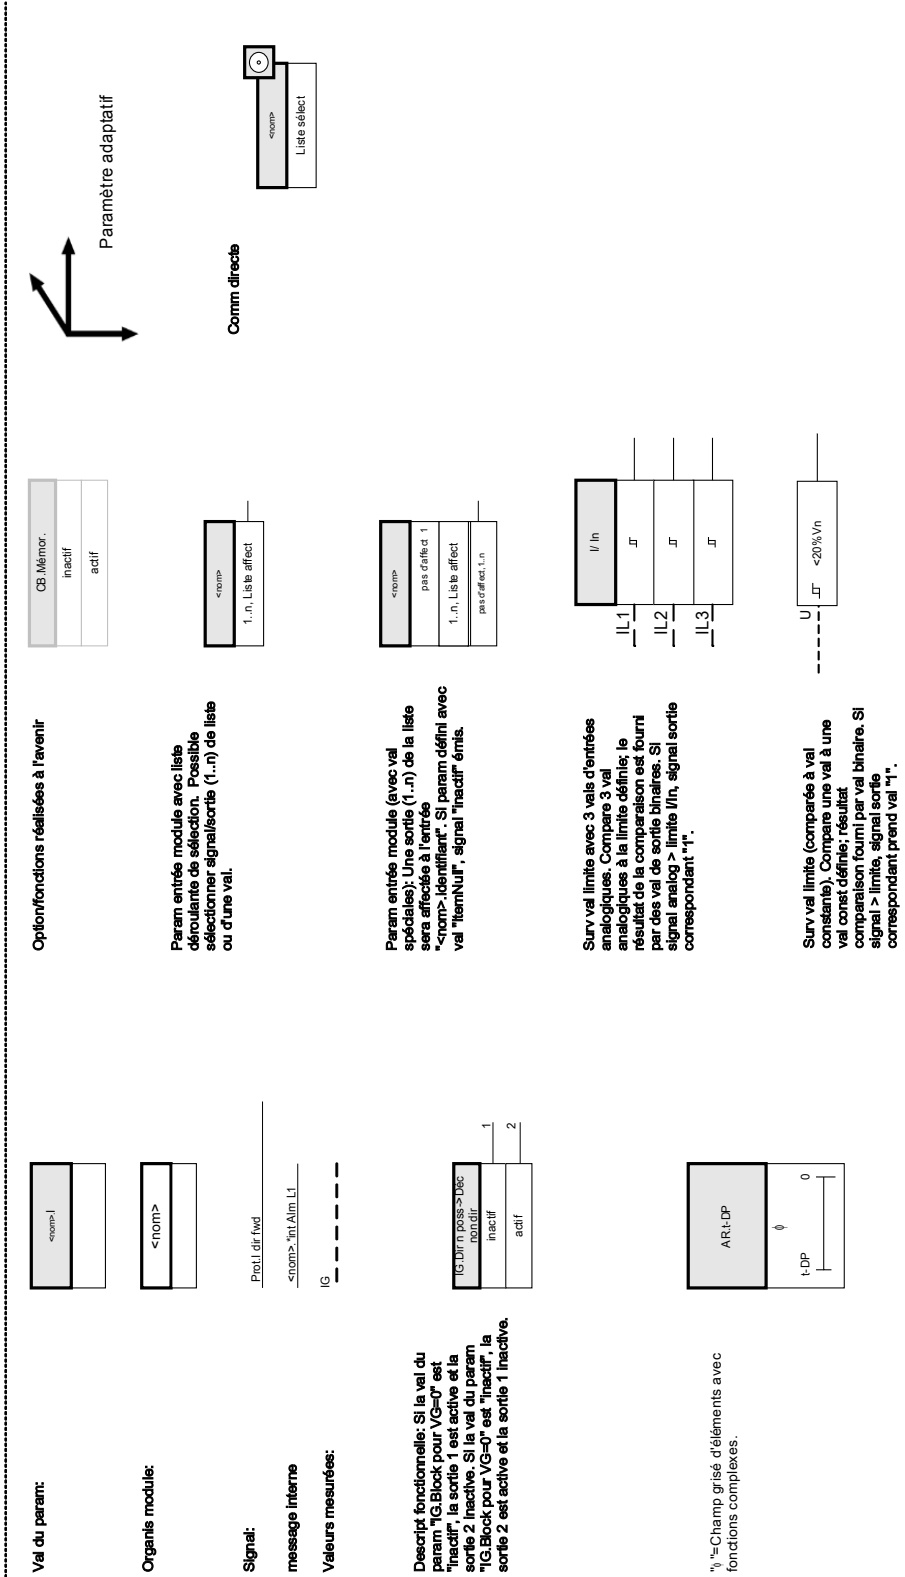 Val du param:
<nom>.I
Organis module:
<nom>
Signal:
Prot.I dir fwd
message interne
<nom>.*int Alm L1
Valeurs mesurées:
IG
Descript fonctionnelle: Si la val du
param "IG.Block pour VG=0" est
"inactif", la sortie 1 est active et la
sortie 2 inactive. Si la val du param
"IG.Block pour VG=0" est "inactif", la
sortie 2 est active et la sortie 1 inactive.
IG.Dir n poss->Déc
non dir
inactif
actif
1
2
"ϕ"=Champ grisé d'éléments avec
fonctions complexes.
AR.t-DP
ϕ
t-DP
0
Option/fonctions réalisées à l'avenir
CB.Mémor.
inactif
actif
Param entrée module avec liste
déroulante de sélection. Possible
sélectionner signal/sortie (1..n) de liste
ou d'une val.
<nom>
1..n, Liste affect
Param entrée module (avec val
spéciales): Une sortie (1..n) de la liste
sera affectée à l'entrée
"<nom>.Identifiant". Si param défini avec
val "ItemNull", signal "inactif" émis.
<nom>
pas d'affect 1
1..n, Liste affect
pas d'affect, 1..n
Surv val limite avec 3 vals d'entrées
analogiques. Compare 3 val
analogiques à la limite définie; le
résultat de la comparaison est fourni
par des val de sortie binaires. Si
signal analog > limite I/In, signal sortie
correspondant "1".
I/ In
IL1
IL2
IL3
Surv val limite (comparée à val
constante). Compare une val à une
val const définie; résultat
comparaison fourni par val binaire. Si
signal > limite, signal sortie
correspondant prend val "1".
U
<20%Vn
Paramètre adaptatif
Comm directe
<nom>
Liste sélect